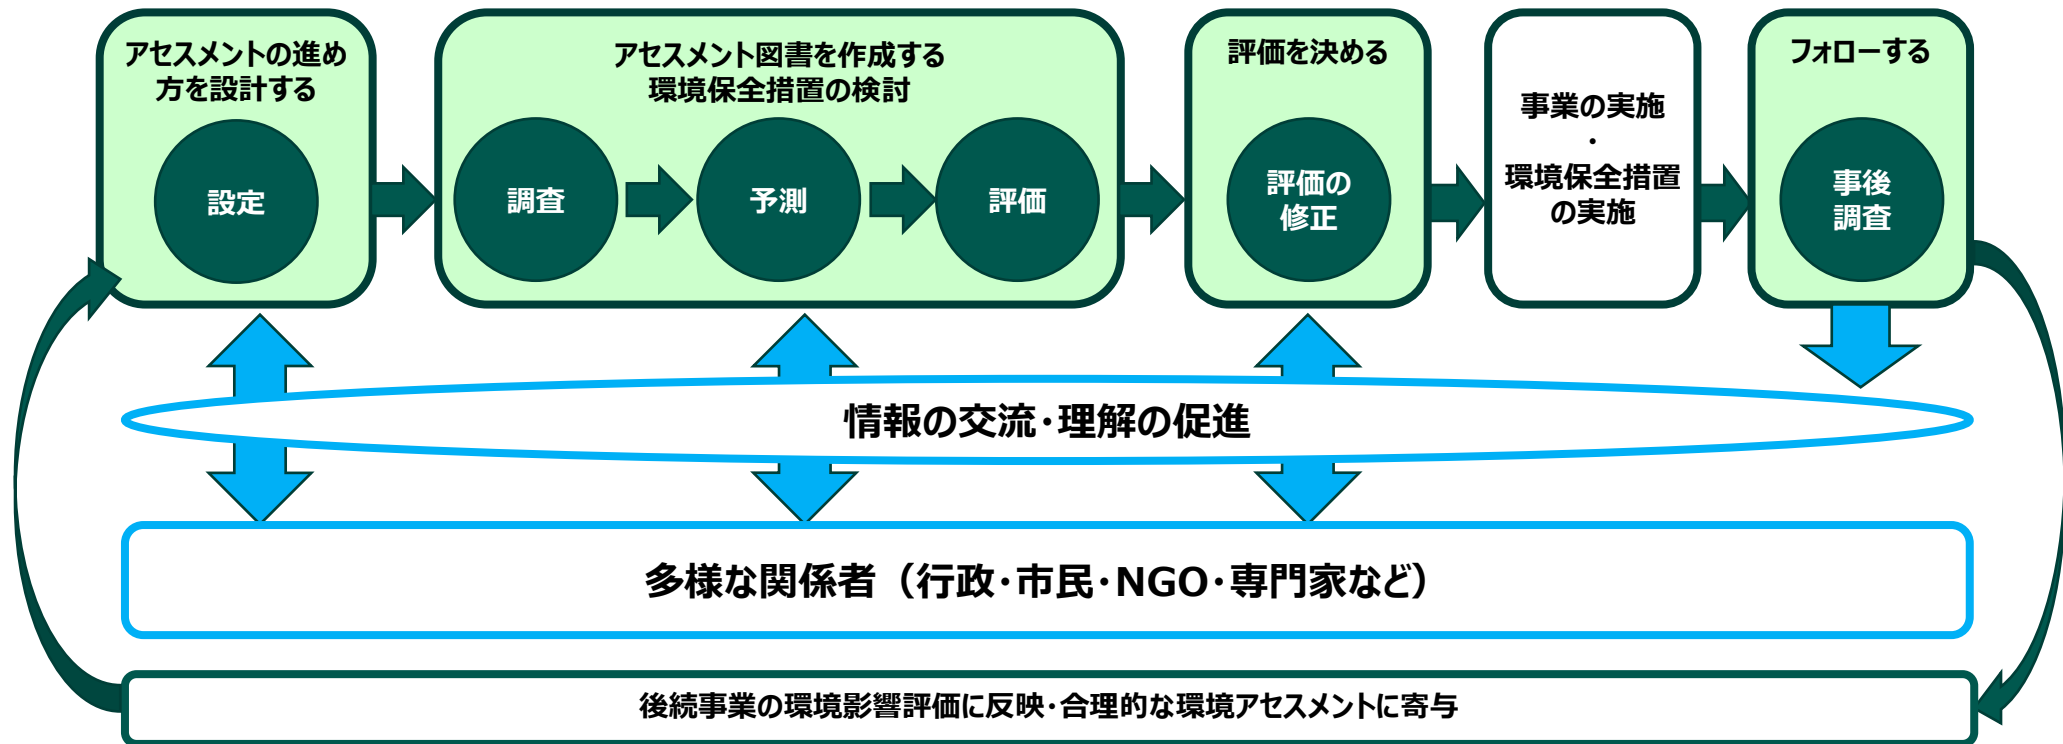 アセスメントの進め
方を設計する
設定
アセスメント図書を作成する
環境保全措置の検討
調査
予測
評価
評価を決める
評価の
修正
事業の実施
・
環境保全措置
の実施
フォローする
事後
調査
情報の交流・理解の促進
多様な関係者（行政・市民・NGO・専門家など）
後続事業の環境影響評価に反映・合理的な環境アセスメントに寄与